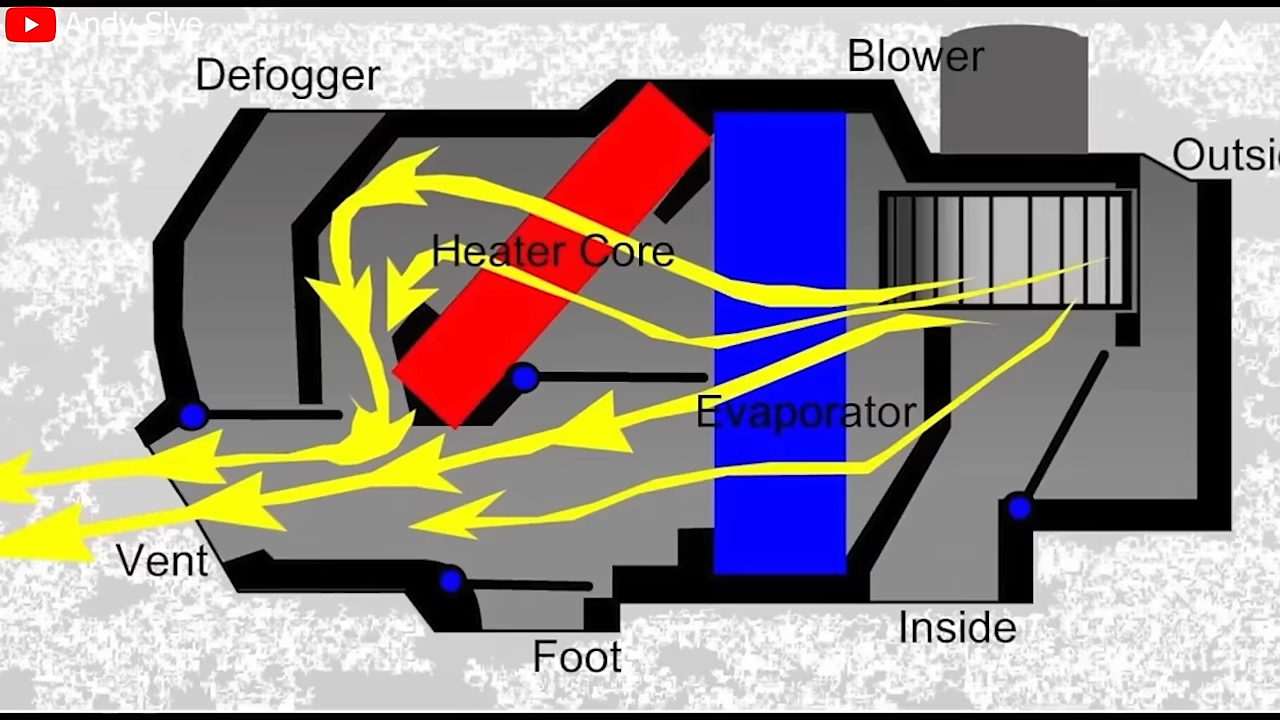 Andy Slye
Defogger
Blower
Outsi
Heater Core
Evaporator
Vent
Inside
Foot